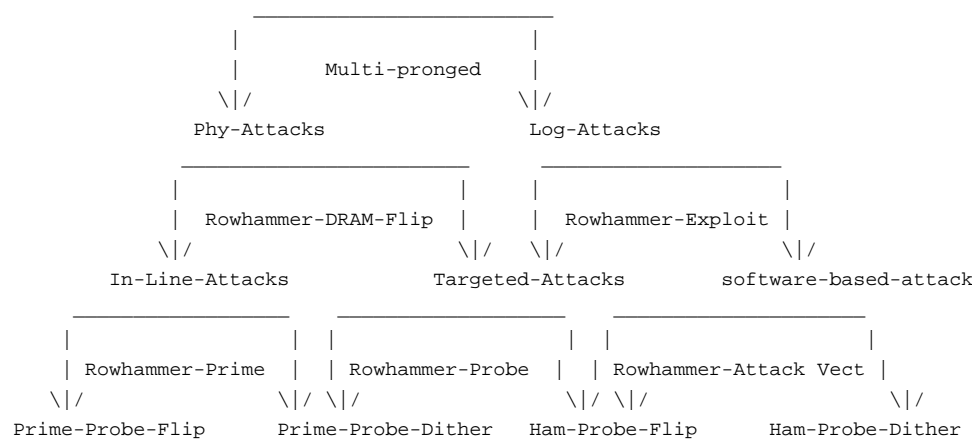 Multi-pronged
Phy-Attacks Log-Attacks
Rowhammer-DRAM-Flip Rowhammer-Exploit
In-Line-Attacks Targeted-Attacks software-based-attack
Rowhammer-Prime Rowhammer-Probe Rowhammer-Attack Vect
Prime-Probe-Flip Prime-Probe-Dither Ham-Probe-Flip Ham-Probe-Dither